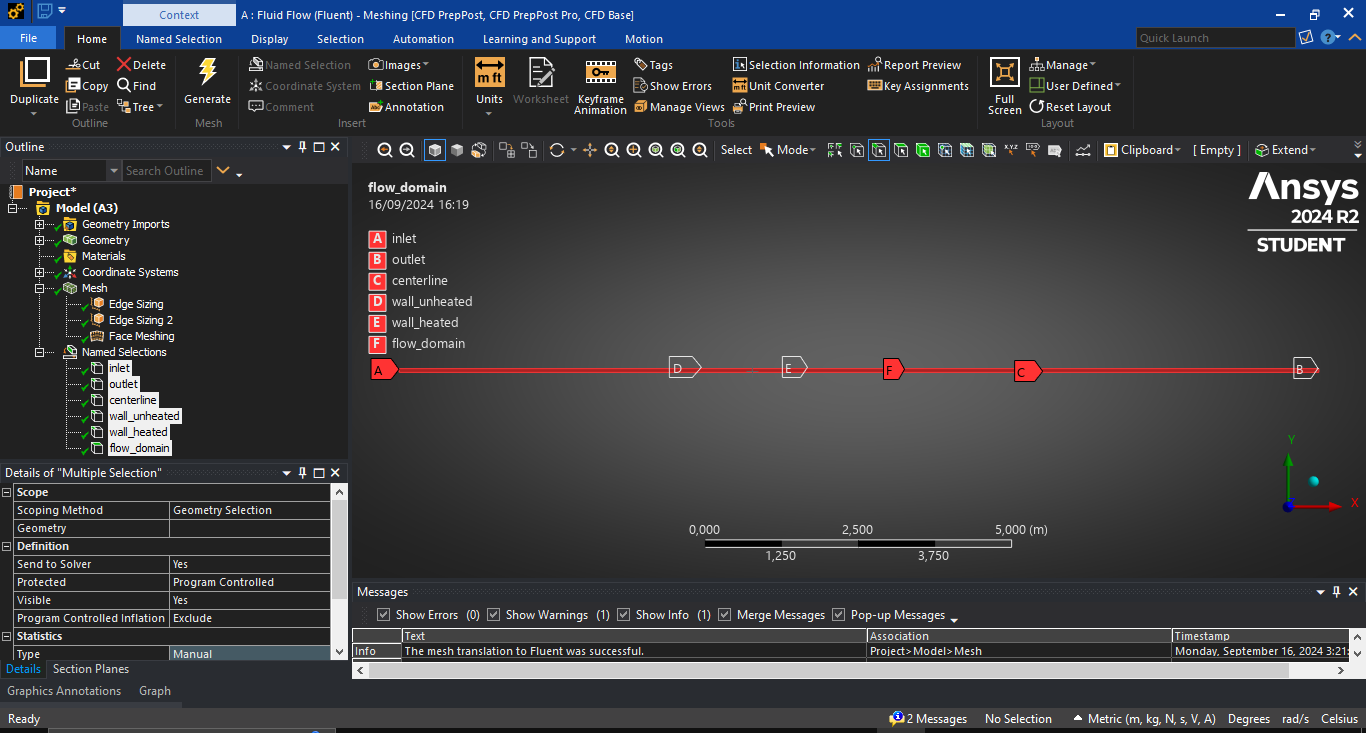 Context
A : Fluid Flow (Fluent) - Meshing [CFD PrepPost, CFD PrepPost Pro, CFD Base]
File Home Named Selection Display Selection Automation Learning and Support Motion Quick Launch
Duplicate
Cut Delete
Copy Find
Paste Tree
Outline
Generate
Mesh
Named Selection Images
Coordinate System Section Plane
Comment Annotation
Insert
m ft
Units
Worksheet
Keyframe
Animation
Tags
Show Errors
Manage Views
Selection Information
Unit Converter
Print Preview
Report Preview
Key Assignments
Tools
Full
Screen
Manage
User Defined
Reset Layout
Layout
Outline
Name Search Outline
Project*
Model (A3)
Geometry Imports
Geometry
Materials
Coordinate Systems
Mesh
Edge Sizing
Edge Sizing 2
Face Meshing
Named Selections
inlet
outlet
centerline
wall_unheated
wall_heated
flow_domain
Details of "Multiple Selection"
Scope
Scoping Method Geometry Selection
Geometry
Definition
Send to Solver Yes
Protected Program Controlled
Visible Yes
Program Controlled Inflation Exclude
Statistics
Type Manual
Details Section Planes
Graphics Annotations Graph
Select Mode Clipboard [ Empty ] Extend
flow_domain
16/09/2024 16:19
A inlet
B outlet
C centerline
D wall_unheated
E wall_heated
F flow_domain
A D E F C B
Ansys
2024 R2
STUDENT
Y
X
0,000 2,500 5,000 (m)
1,250 3,750
Messages
Show Errors (0) Show Warnings (1) Show Info (1) Merge Messages Pop-up Messages
Text Association Timestamp
Info The mesh translation to Fluent was successful. Project>Model>Mesh Monday, September 16, 2024 3:21:
Ready 2 Messages No Selection Metric (m, kg, N, s, V, A) Degrees rad/s Celsius